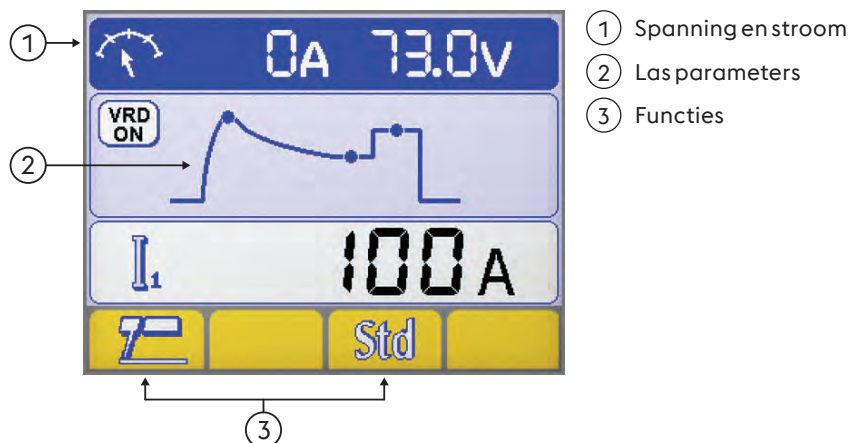 1 0A 73.0V
1 Spanning en stroom
2 Las parameters
3 Functies
VRD
ON
2
I1 100 A
Std
3